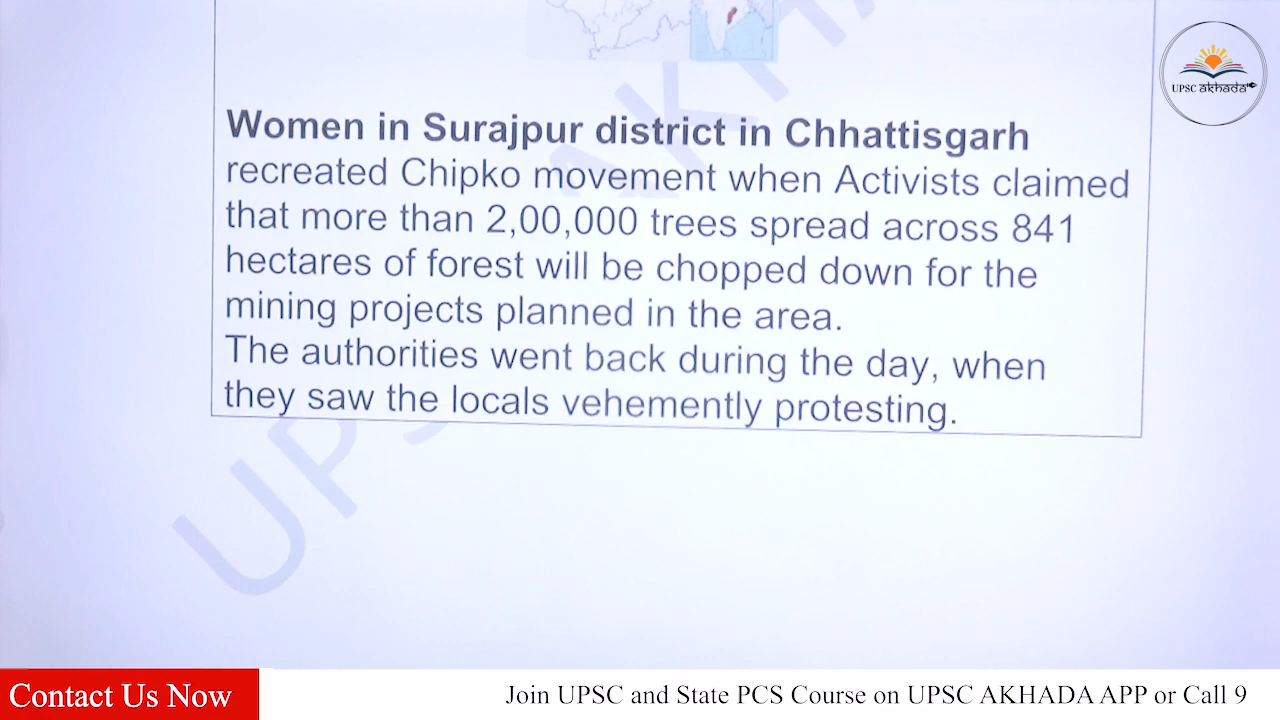 UPSC akhada
Women in Surajpur district in Chhattisgarh
recreated Chipko movement when Activists claimed
that more than 2,00,000 trees spread across 841
hectares of forest will be chopped down for the
mining projects planned in the area.
The authorities went back during the day, when
they saw the locals vehemently protesting.
UPSC AKHA
Contact Us Now
Join UPSC and State PCS Course on UPSC AKHADA APP or Call 9